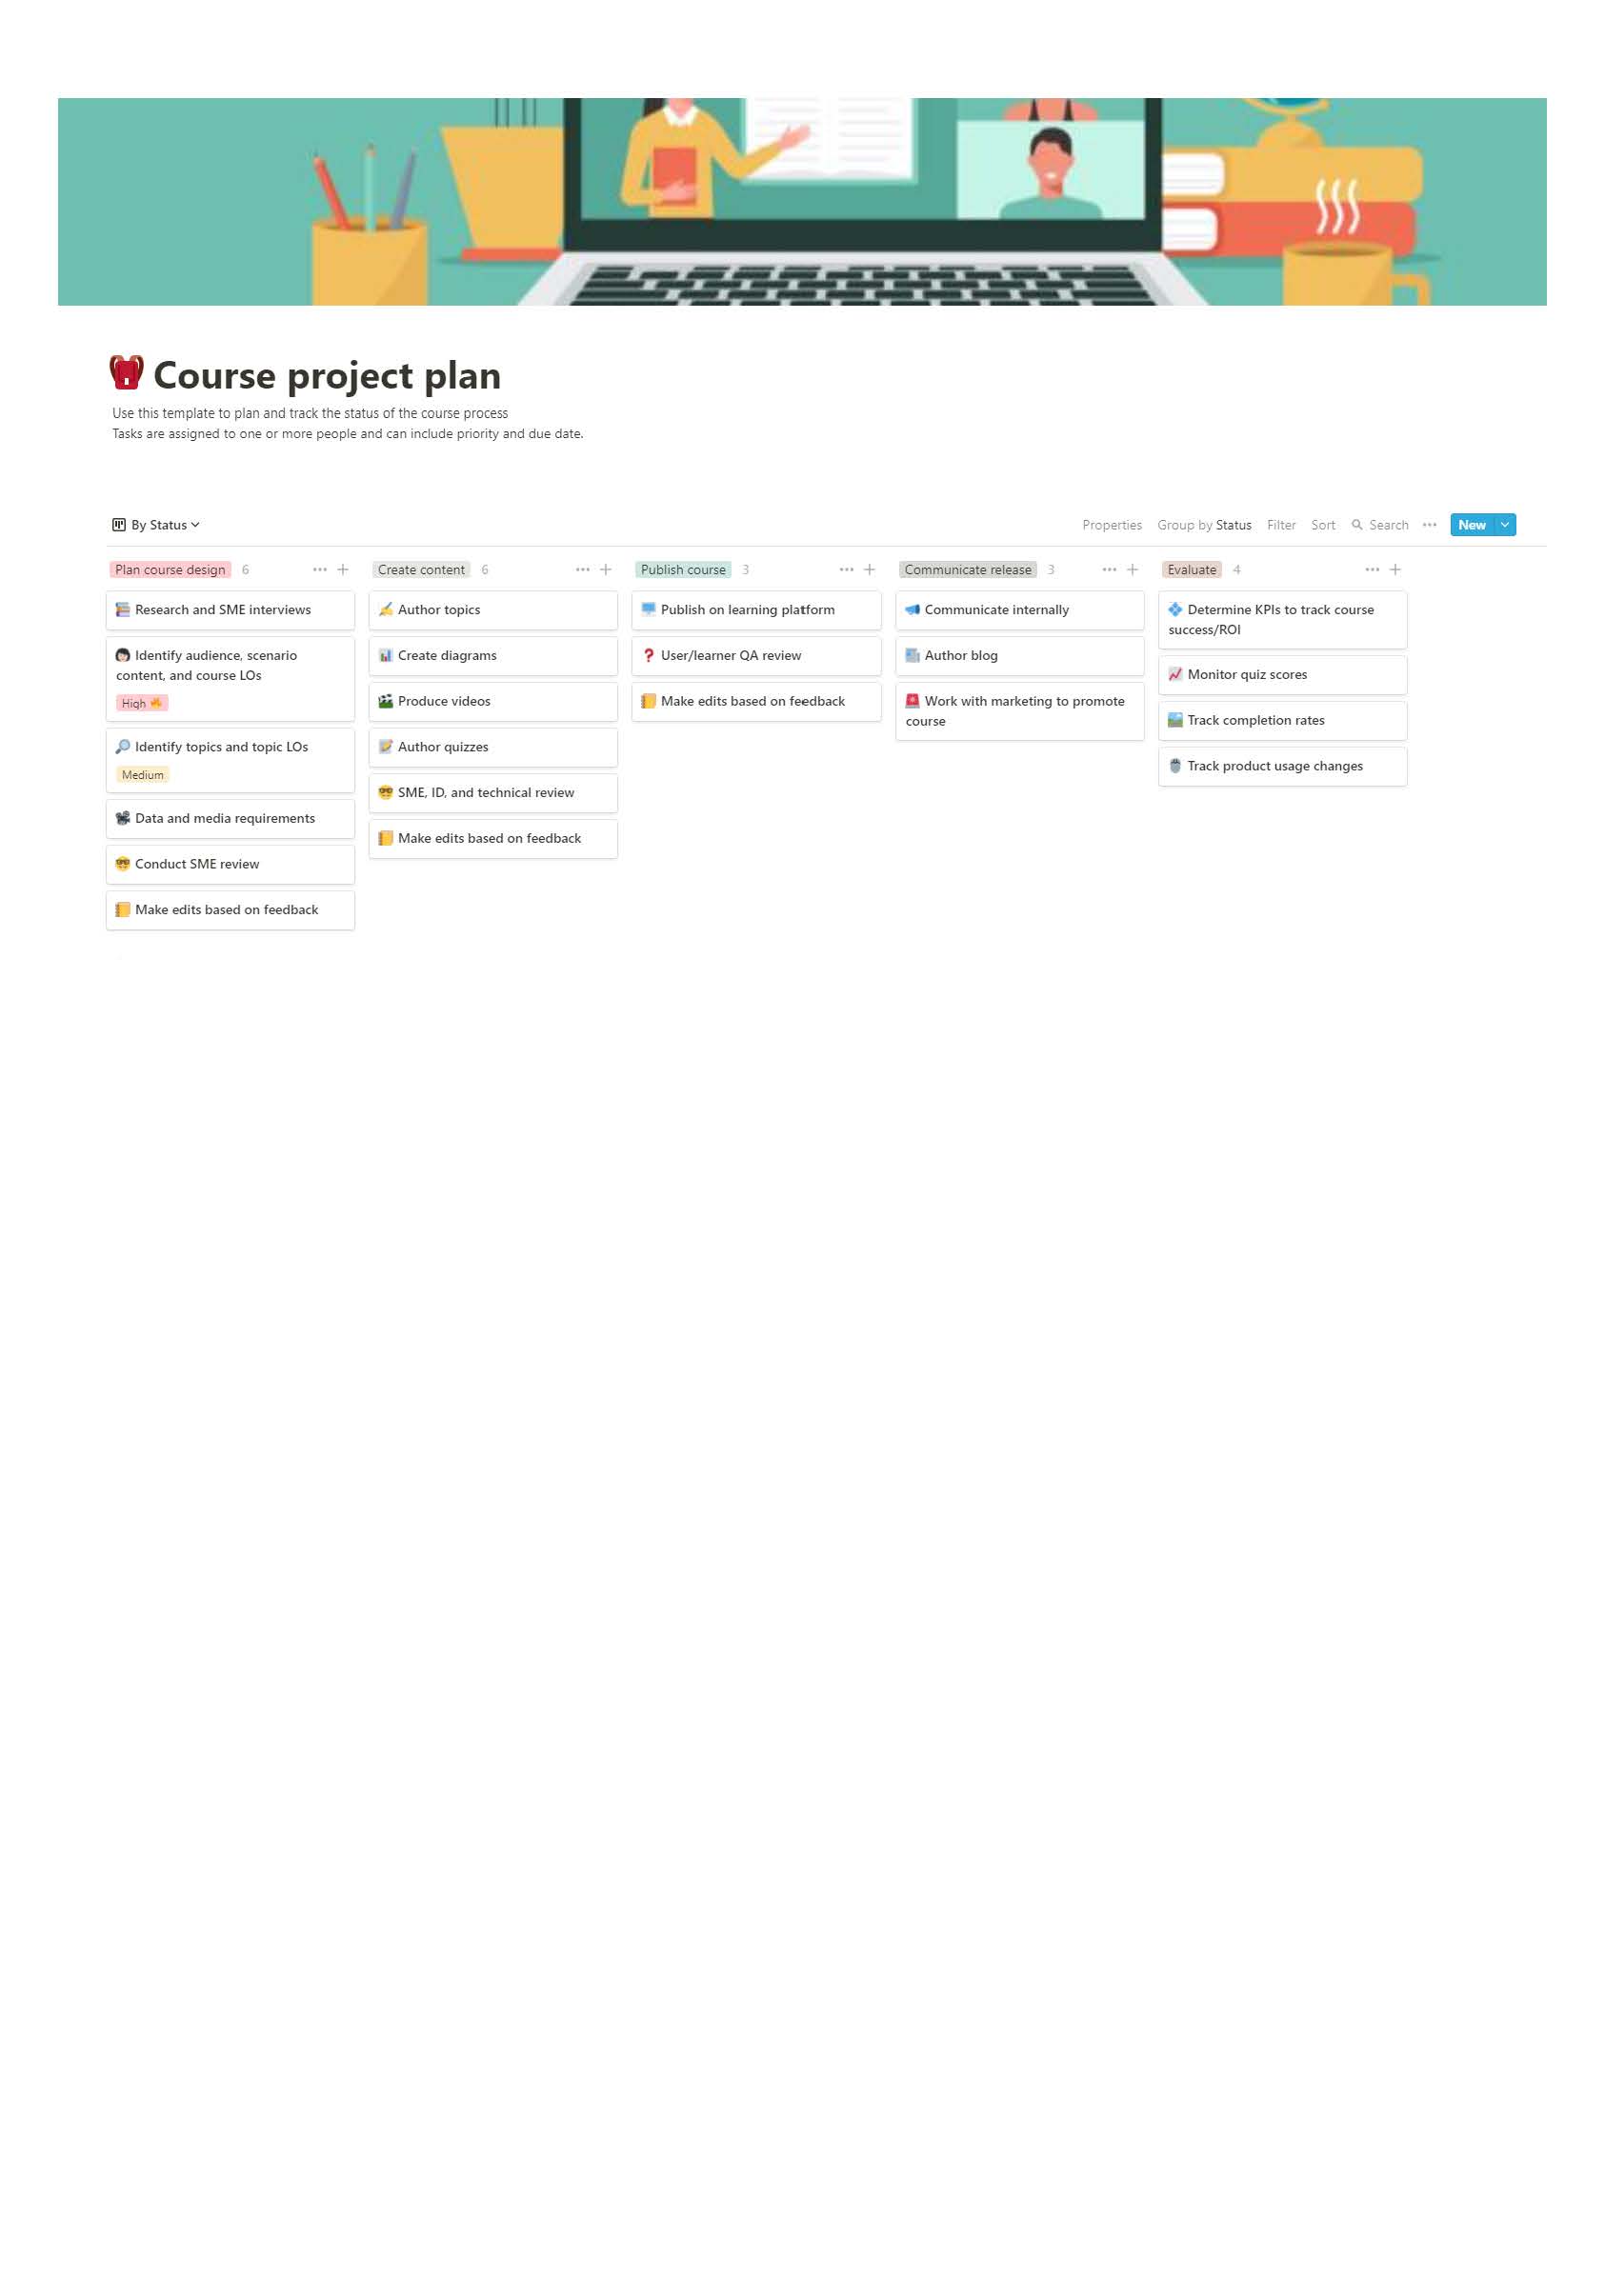 Course project plan
Use this template to plan and track the status of the course process
Tasks are assigned to one or more people and can include priority and due date.
By Status
Properties Group by Status Filter Sort Search ••• New
Plan course design 6
Research and SME interviews
Identify audience, scenario
content, and course LOs
High
Identify topics and topic LOs
Medium
Data and media requirements
Conduct SME review
Make edits based on feedback
Create content 6
Author topics
Create diagrams
Produce videos
Author quizzes
SME, ID, and technical review
Make edits based on feedback
Publish course 3
Publish on learning platform
User/learner QA review
Make edits based on feedback
Communicate release 3
Communicate internally
Author blog
Work with marketing to promote
course
Evaluate 4
Determine KPIs to track course
success/ROI
Monitor quiz scores
Track completion rates
Track product usage changes